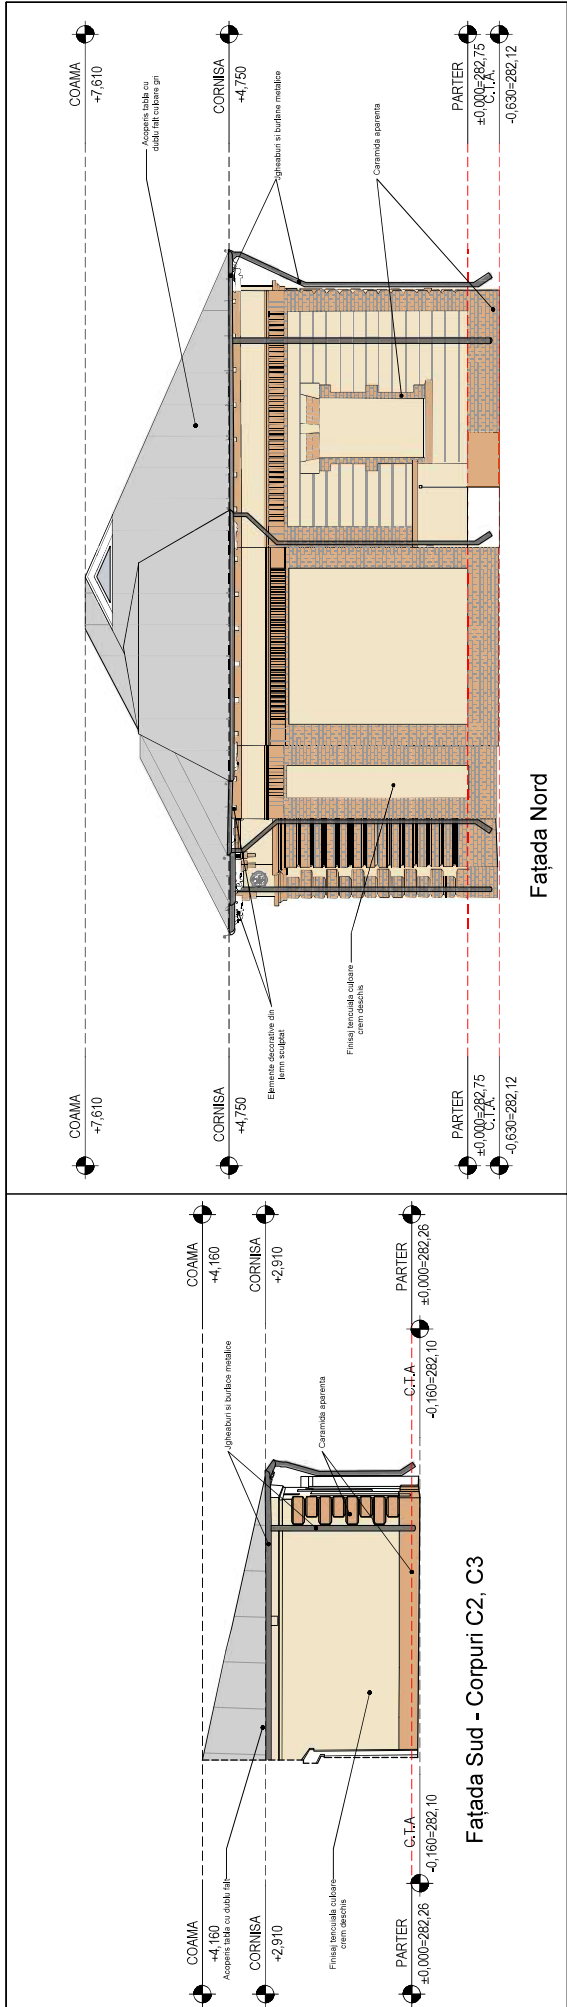 COAMA
+4,160
Acoperis tabla cu dublu falt
CORNISA
+2,910
Finisaj tencuiala culoare
crem deschis
PARTER
±0,000=282,26
C.T.A
-0,160=282,10
Fațada Sud - Corpuri C2, C3
COAMA
+4,160
CORNISA
+2,910
Jgheaburi si burlace metalice
Caramida aparenta
PARTER
±0,000=282,26
C.T.A
-0,160=282,10
COAMA
+7,610
CORNISA
+4,750
Elemente decorative din
lemn sculptat
Finisaj tencuiala culoare
crem deschis
PARTER
±0,000=282,75
C.T.A.
-0,630=282,12
Fațada Nord
COAMA
+7,610
Acoperis tabla cu
dublu falt culoare gri
CORNISA
+4,750
Jgheaburi si burlane metalice
Caramida aparenta
PARTER
±0,000=282,75
C.T.A.
-0,630=282,12